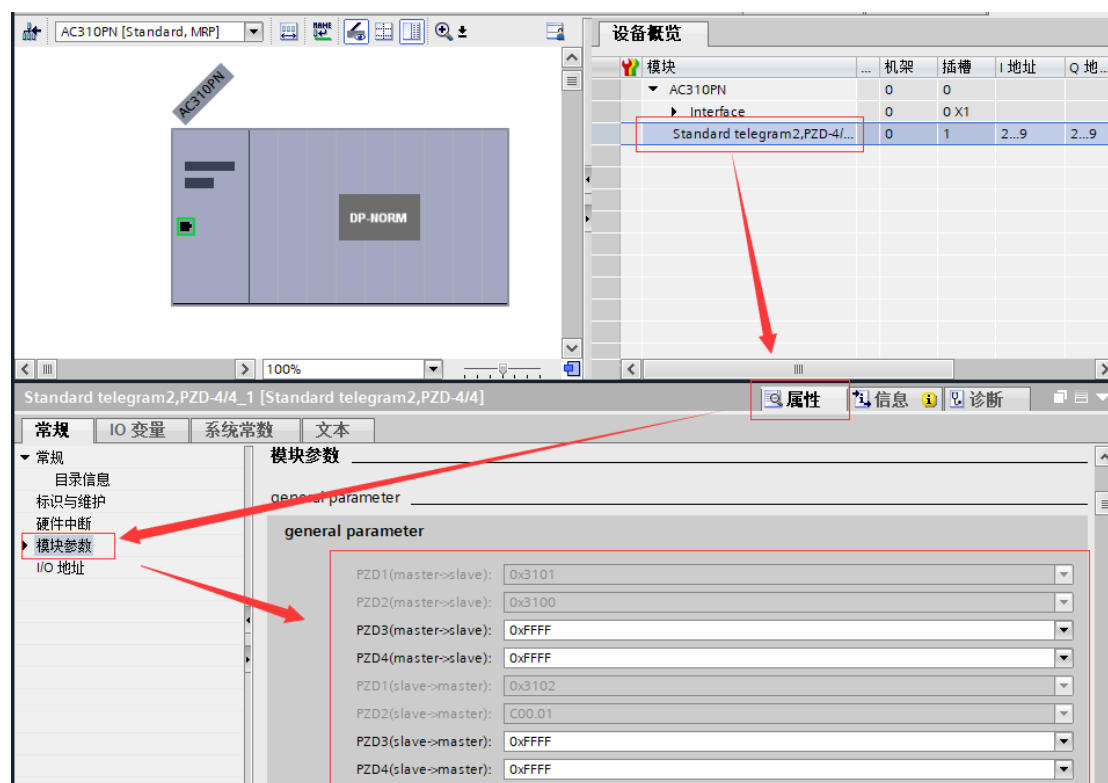 AC310PN [Standard, MRP]
设备概览
模块 ... 机架 插槽 I 地址 Q 地...
AC310PN 0 0
Interface 0 0 X1
Standard telegram2,PZD-4/... 0 1 2...9 2...9
AC310PN
DP-NORM
100%
Standard telegram2,PZD-4/4_1 [Standard telegram2,PZD-4/4]
属性 信息 诊断
常规 IO 变量 系统常数 文本
常规
目录信息
标识与维护
硬件中断
模块参数
I/O 地址
模块参数
general parameter
general parameter
PZD1(master->slave): 0x3101
PZD2(master->slave): 0x3100
PZD3(master->slave): 0xFFFF
PZD4(master->slave): 0xFFFF
PZD1(slave->master): 0x3102
PZD2(slave->master): C00.01
PZD3(slave->master): 0xFFFF
PZD4(slave->master): 0xFFFF